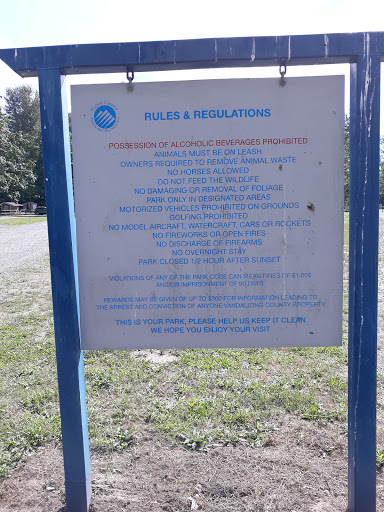 RULES & REGULATIONS
POSSESSION OF ALCOHOLIC BEVERAGES PROHIBITED
ANIMALS MUST BE ON LEASH
OWNERS REQUIRED TO REMOVE ANIMAL WASTE
NO HORSES ALLOWED
DO NOT FEED THE WILDLIFE
NO DAMAGING OR REMOVAL OF FOLIAGE
PARK ONLY IN DESIGNATED AREAS
MOTORIZED VEHICLES PROHIBITED ON GROUNDS
GOLFING PROHIBITED
NO MODEL AIRCRAFT, WATERCRAFT, CARS OR ROCKETS
NO FIREWORKS OR OPEN FIRES
NO DISCHARGE OF FIREARMS
NO OVERNIGHT STAY
PARK CLOSED 1/2 HOUR AFTER SUNSET
VIOLATIONS OF ANY OF THE PARK CODE CAN MEAN FINES OF $1,000
AND/OR IMPRISONMENT OF 90 DAYS
REWARDS MAY BE GIVEN OF UP TO $500 FOR INFORMATION LEADING TO
THE ARREST AND CONVICTION OF ANYONE VANDALIZING COUNTY PROPERTY
THIS IS YOUR PARK, PLEASE HELP US KEEP IT CLEAN
WE HOPE YOU ENJOY YOUR VISIT